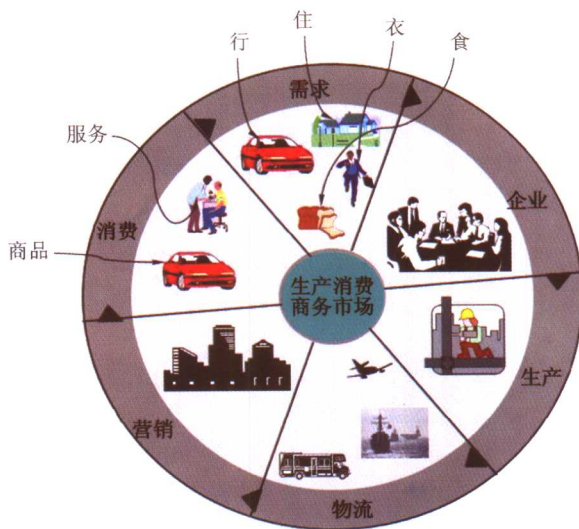 行
住
衣
食
需求
服务
企业
消费
商品
生产消费
商务市场
生产
营销
物流